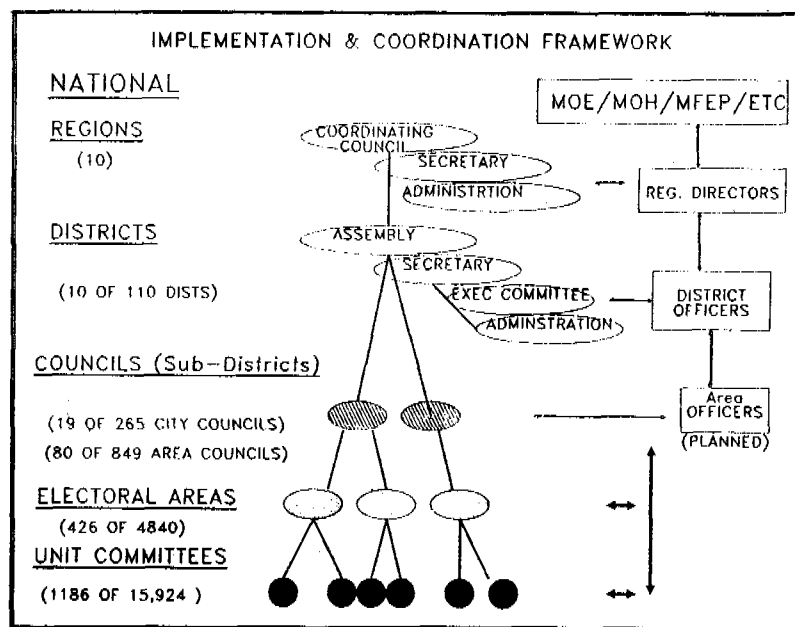 IMPLEMENTATION & COORDINATION FRAMEWORK
NATIONAL
MOE/MOH/MFEP/ETC
REGIONS
(10)
COORDINATING
COUNCIL
SECRETARY
ADMINISTRTION
REG. DIRECTORS
DISTRICTS
(10 OF 110 DISTS)
ASSEMBLY
SECRETARY
EXEC COMMITTEE
ADMINSTRATION
DISTRICT
OFFICERS
COUNCILS (Sub-Districts)
(19 OF 265 CITY COUNCILS)
(80 OF 849 AREA COUNCILS)
Area
OFFICERS
(PLANNED)
ELECTORAL AREAS
(426 OF 4840)
UNIT COMMITTEES
(1186 OF 15,924 )